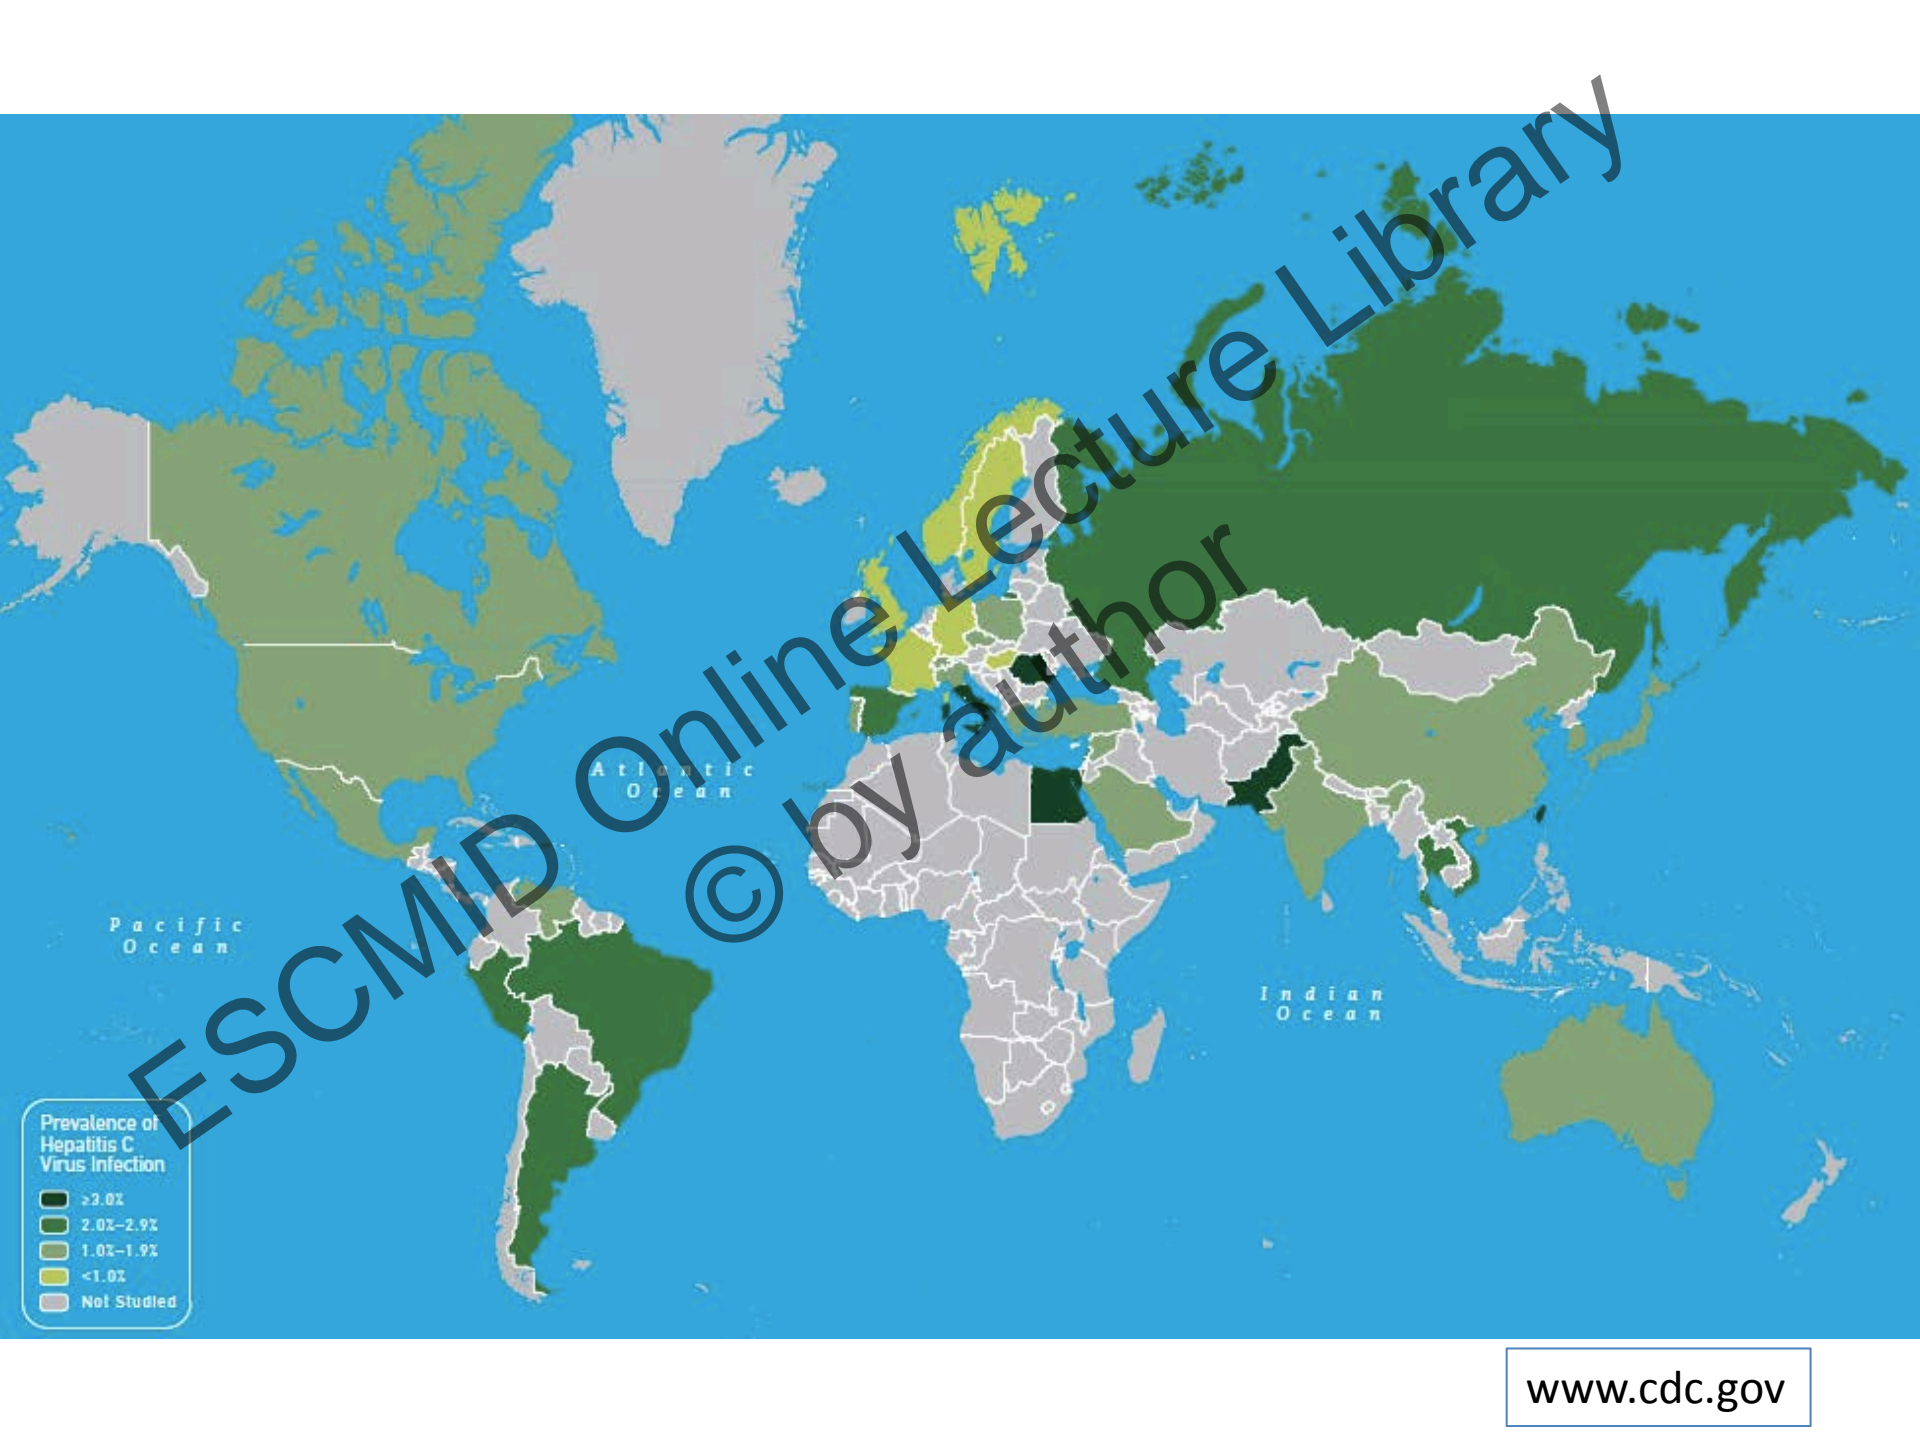 ESCMID Online Lecture Library
© by author
Atlantic
Ocean
Pacific
Ocean
Indian
Ocean
Prevalence of
Hepatitis C
Virus Infection
≥3.0%
2.0%–2.9%
1.0%–1.9%
<1.0%
Not Studied
www.cdc.gov